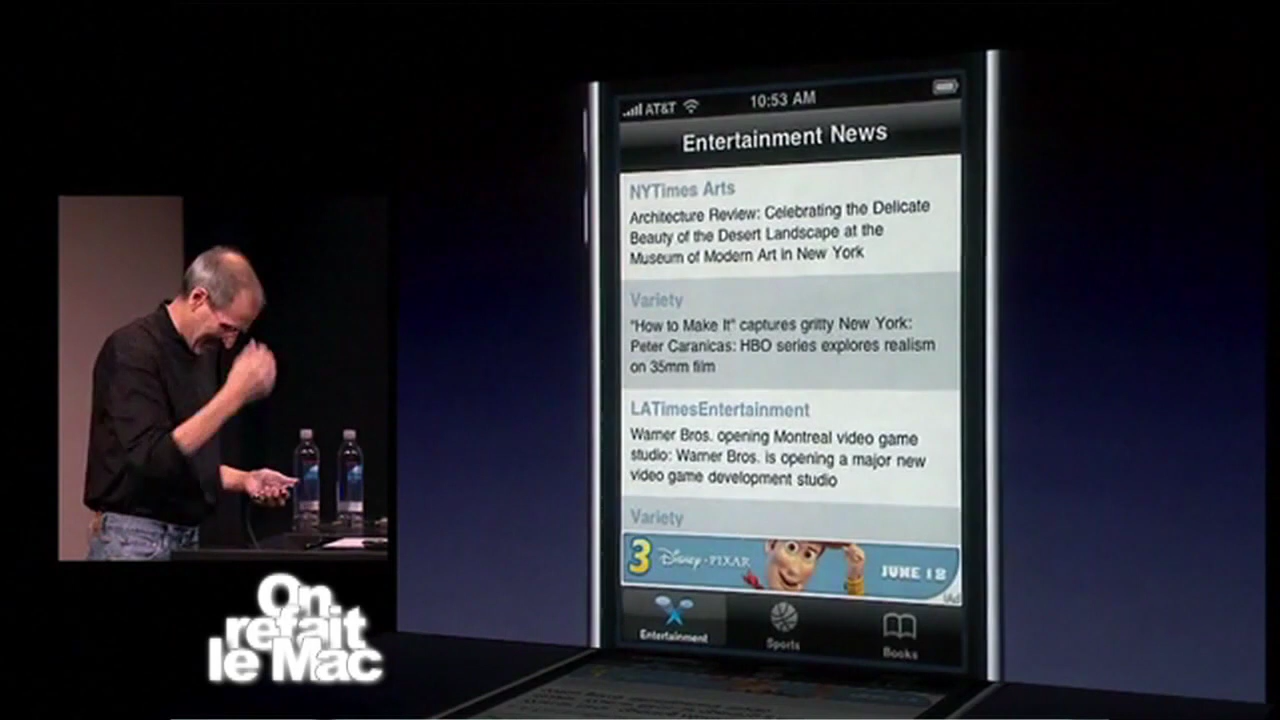 AT&T
10:53 AM
Entertainment News
NYTimes Arts
Architecture Review: Celebrating the Delicate
Beauty of the Desert Landscape at the
Museum of Modern Art in New York
Variety
"How to Make It" captures gritty New York:
Peter Caranicas: HBO series explores realism
on 35mm film
LATimesEntertainment
Warner Bros. opening Montreal video game
studio: Warner Bros. is opening a major new
video game development studio
Variety
3 Disney·PIXAR JUNE 18
iAd
Entertainment
Sports
Books
On
refait
le Mac